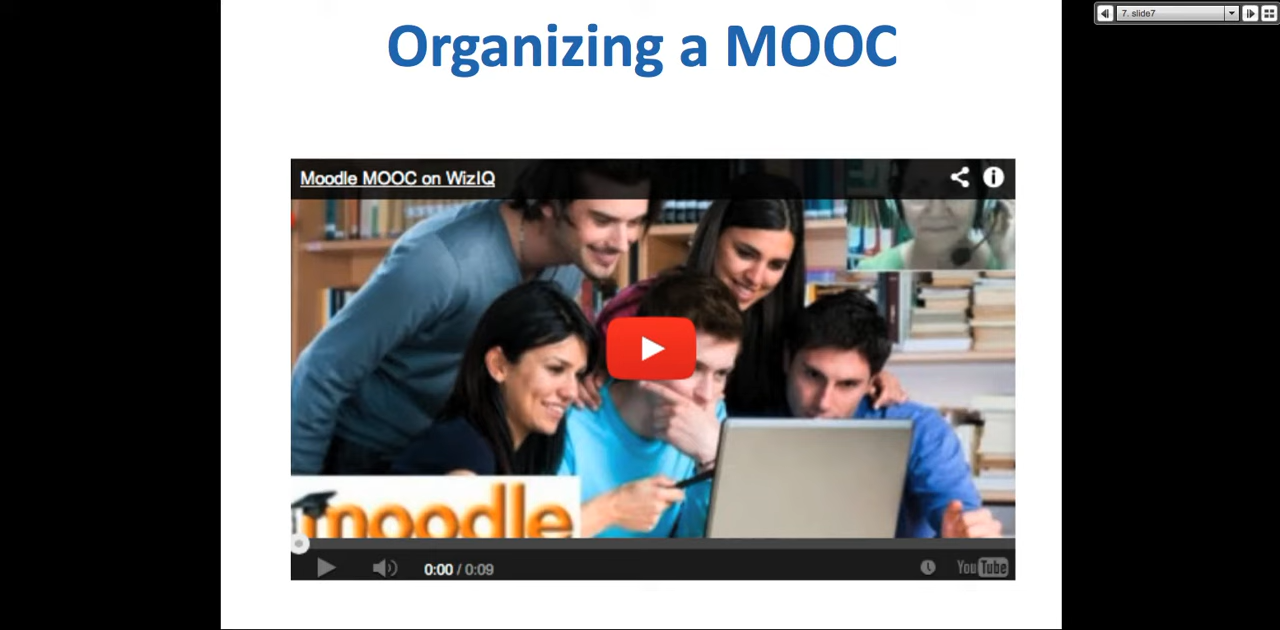 7. slide7
Organizing a MOOC
Moodle MOOC on WizIQ
moodle
0:00 / 0:09
YouTube